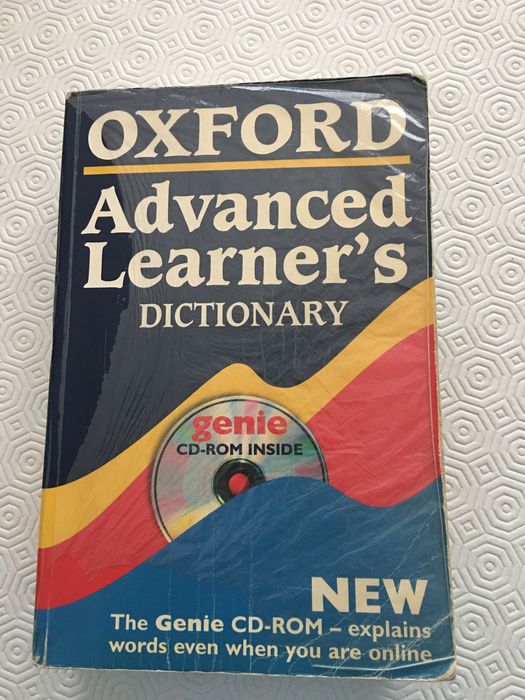 OXFORD
Advanced
Learner's
DICTIONARY
genie
CD-ROM INSIDE
NEW
The Genie CD-ROM – explains
words even when you are online